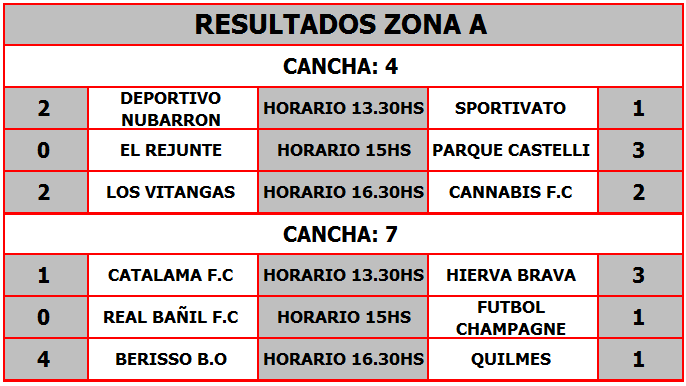 RESULTADOS ZONA A
CANCHA: 4
2 DEPORTIVO NUBARRON HORARIO 13.30HS SPORTIVATO 1
0 EL REJUNTE HORARIO 15HS PARQUE CASTELLI 3
2 LOS VITANGAS HORARIO 16.30HS CANNABIS F.C 2
CANCHA: 7
1 CATALAMA F.C HORARIO 13.30HS HIERVA BRAVA 3
0 REAL BAÑIL F.C HORARIO 15HS FUTBOL CHAMPAGNE 1
4 BERISSO B.O HORARIO 16.30HS QUILMES 1